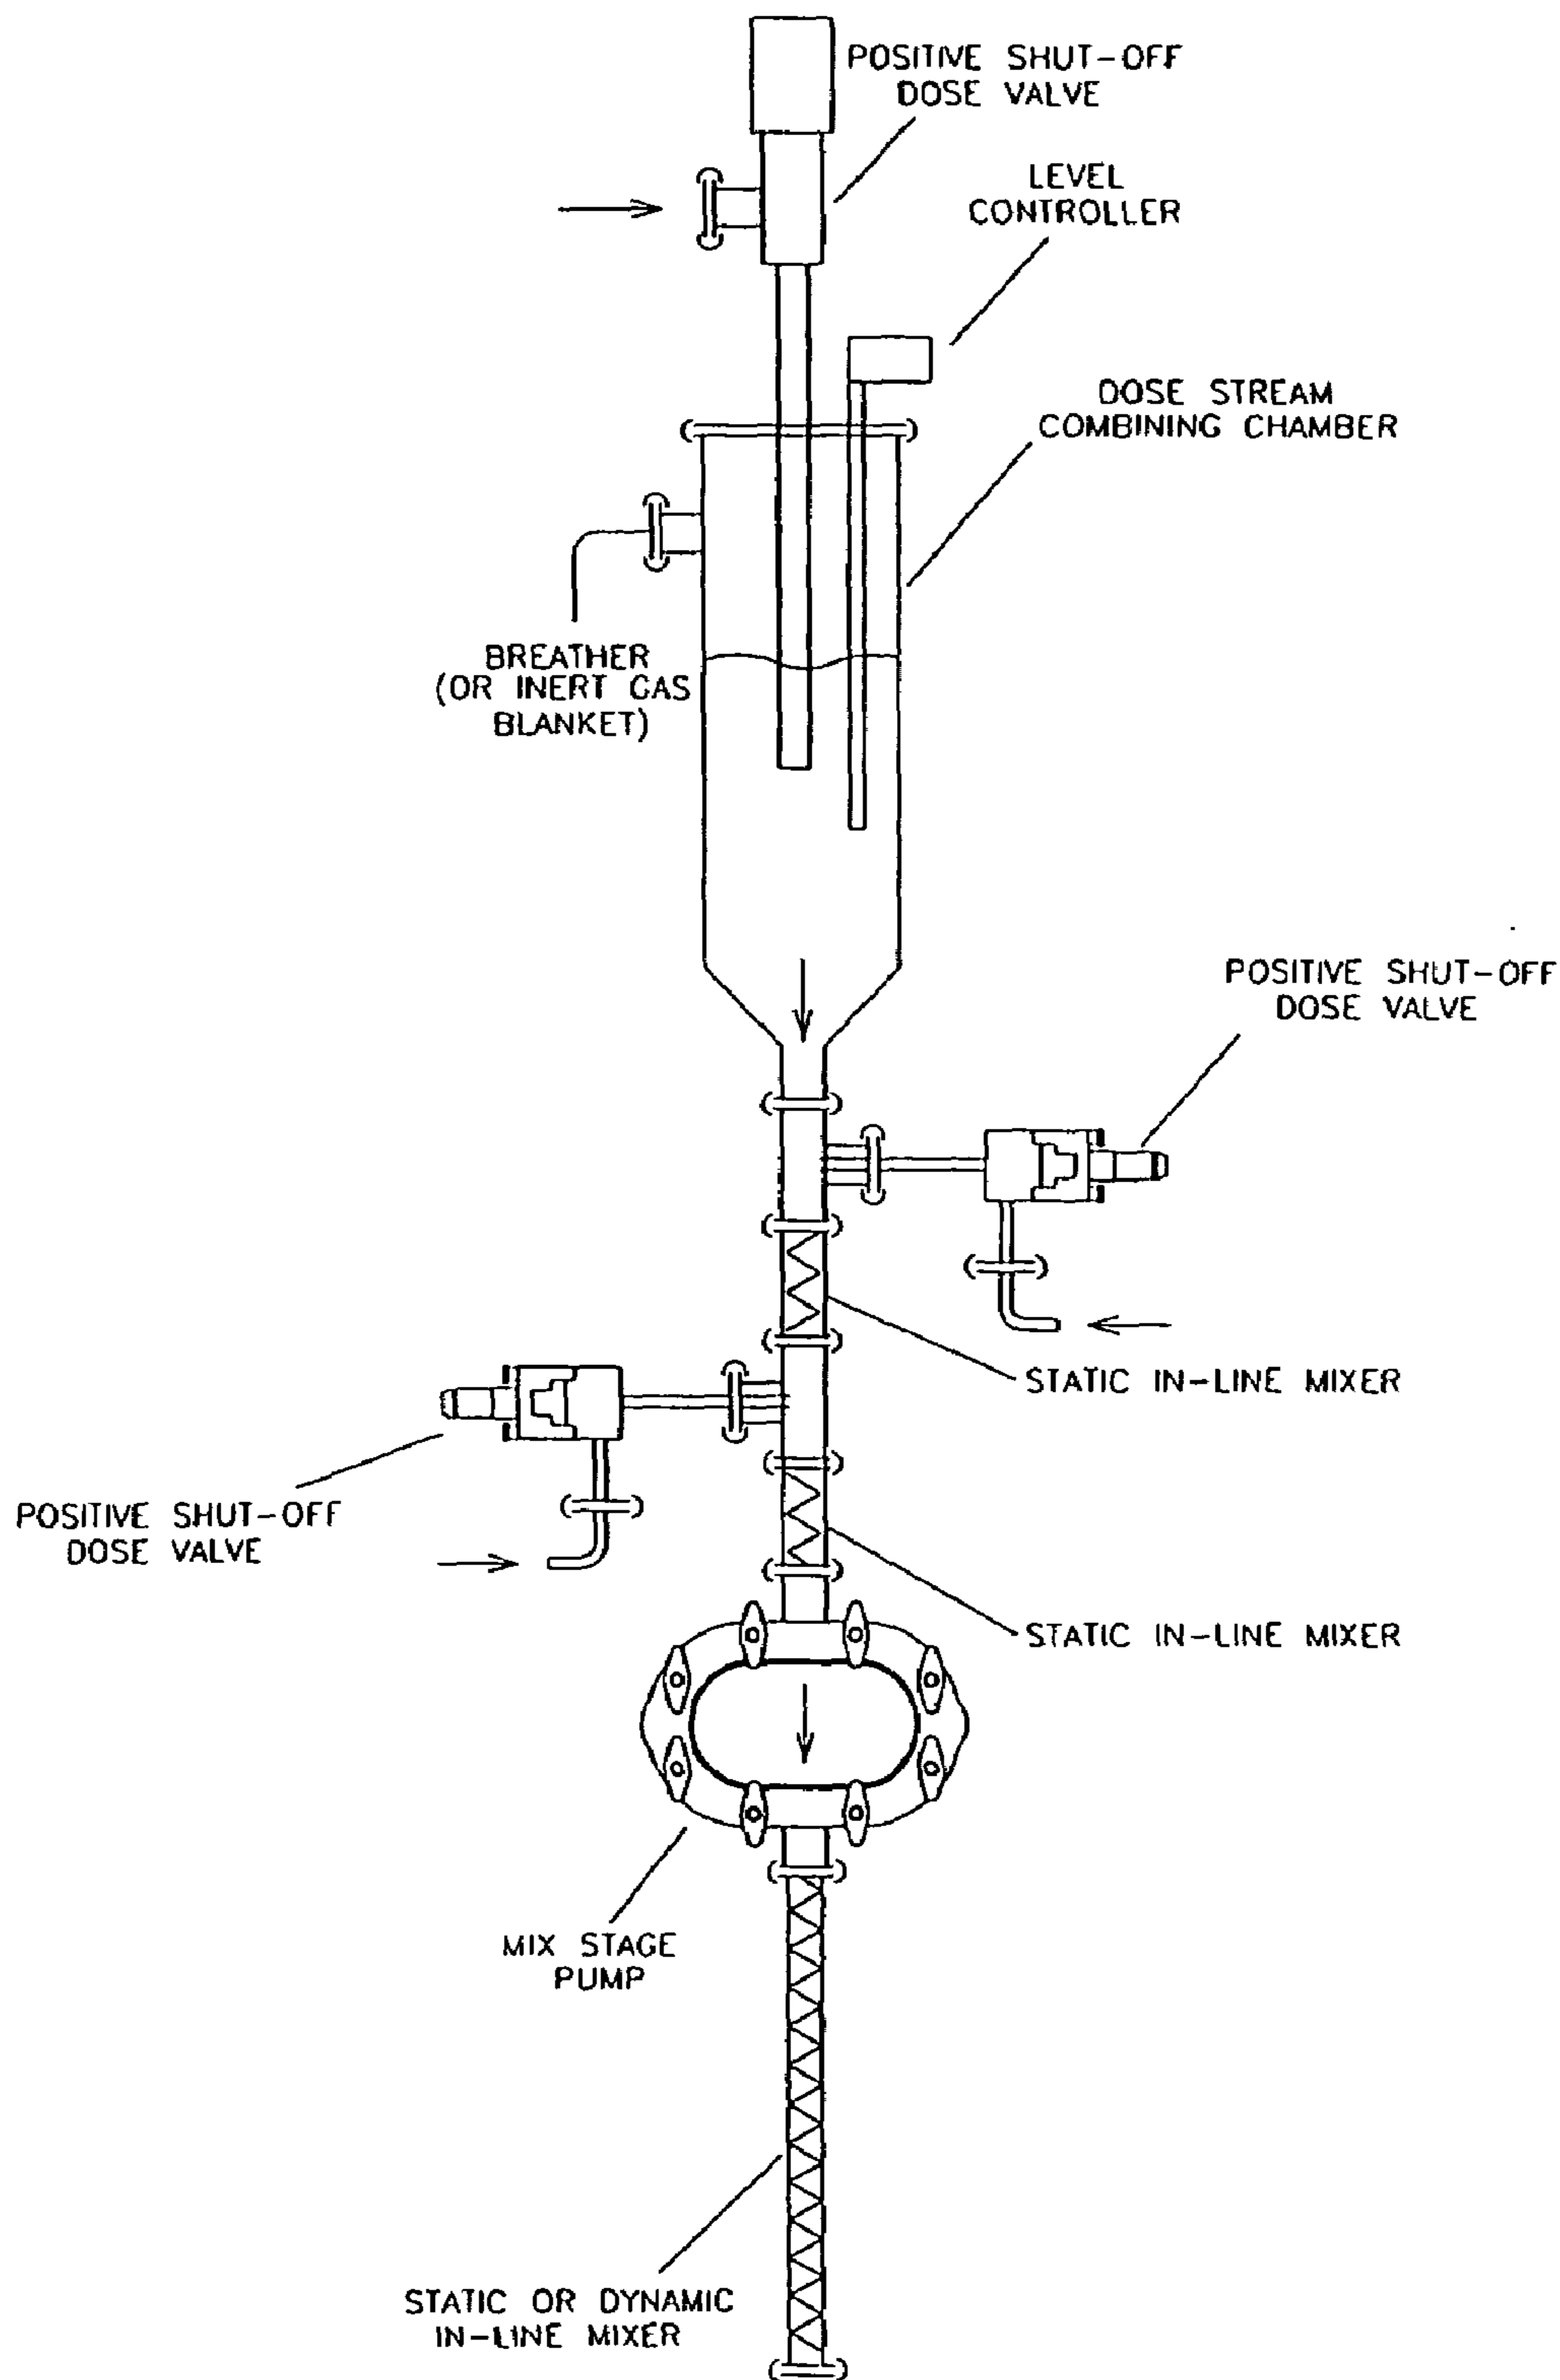 POSITIVE SHUT-OFF
DOSE VALVE
LEVEL
CONTROLLER
DOSE STREAM
COMBINING CHAMBER
BREATHER
(OR INERT GAS
BLANKET)
POSITIVE SHUT-OFF
DOSE VALVE
STATIC IN-LINE MIXER
POSITIVE SHUT-OFF
DOSE VALVE
STATIC IN-LINE MIXER
MIX STAGE
PUMP
STATIC OR DYNAMIC
IN-LINE MIXER